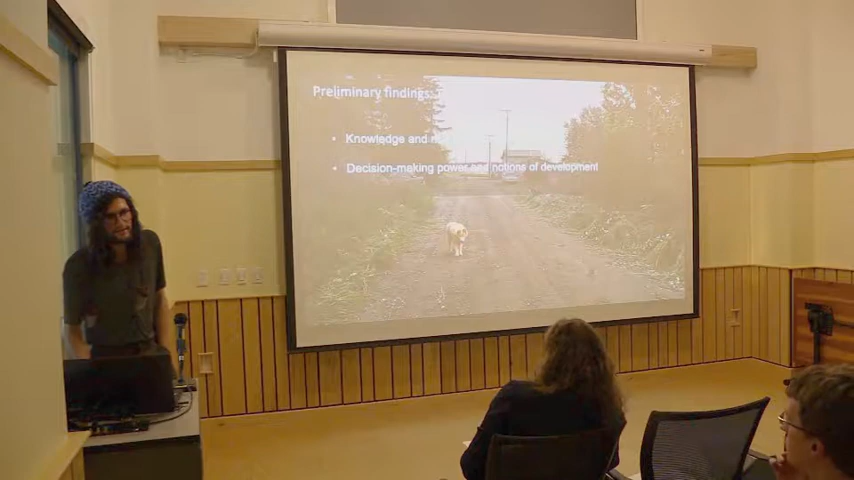 Preliminary findings:
• Knowledge and
• Decision-making power and notions of development